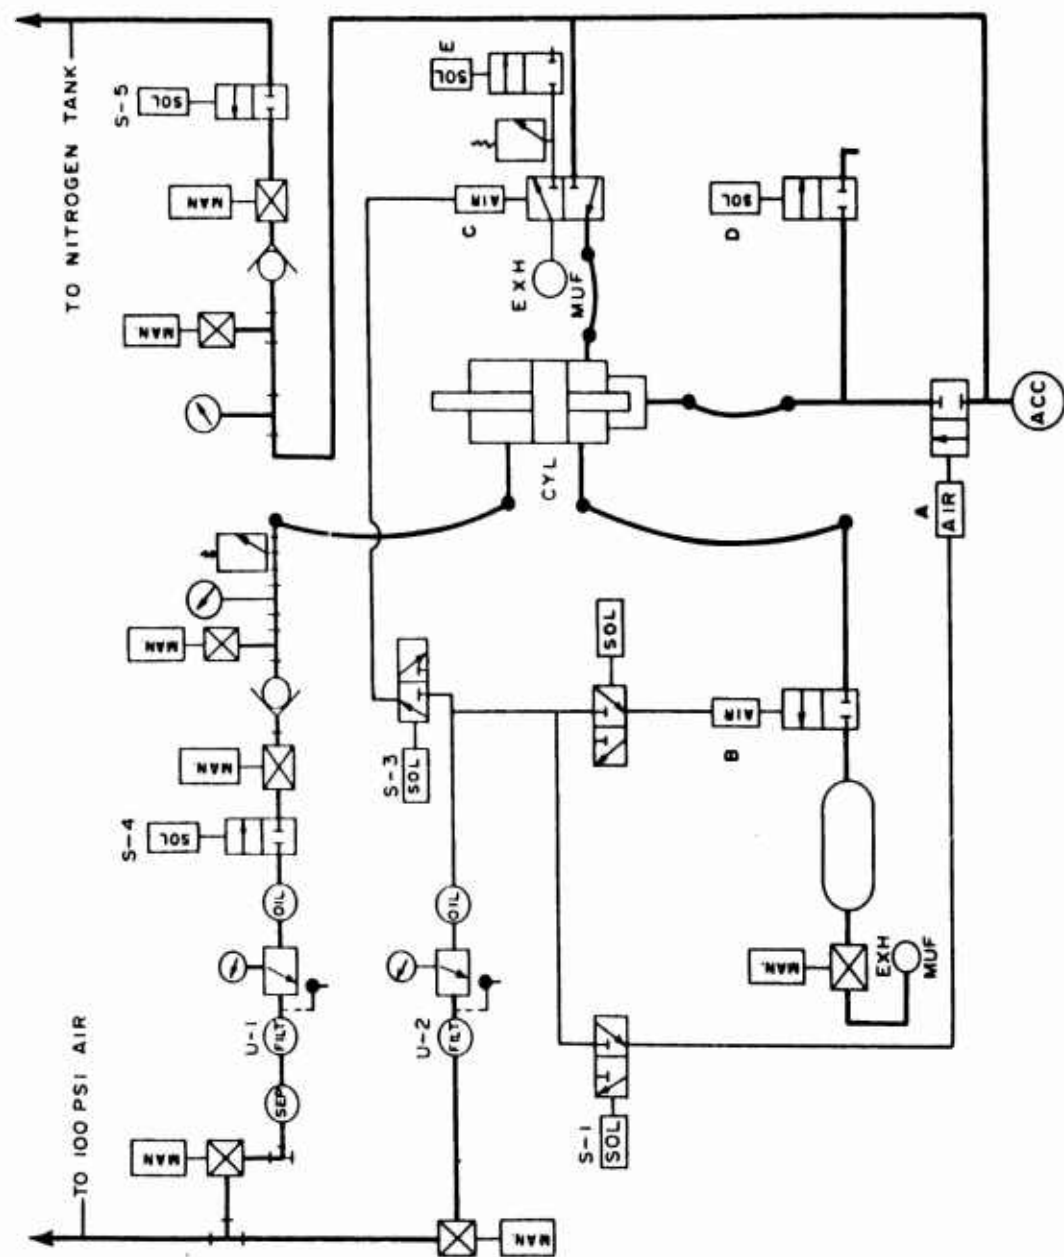 TO NITROGEN TANK
S-5
SOL
MAN
MAN.
E
SOL
C
AIR
EXH
MUF
D
SOL
CYL
A
AIR
ACC
MAN
MAN.
S-4
SOL
OIL
U-1
FILT
SEP
MAN
TO 100 PSI AIR
S-3
SOL
SOL
B
AIR
OIL
U-2
FILT
MAN.
S-1
SOL
MAN.
EXH
MUF